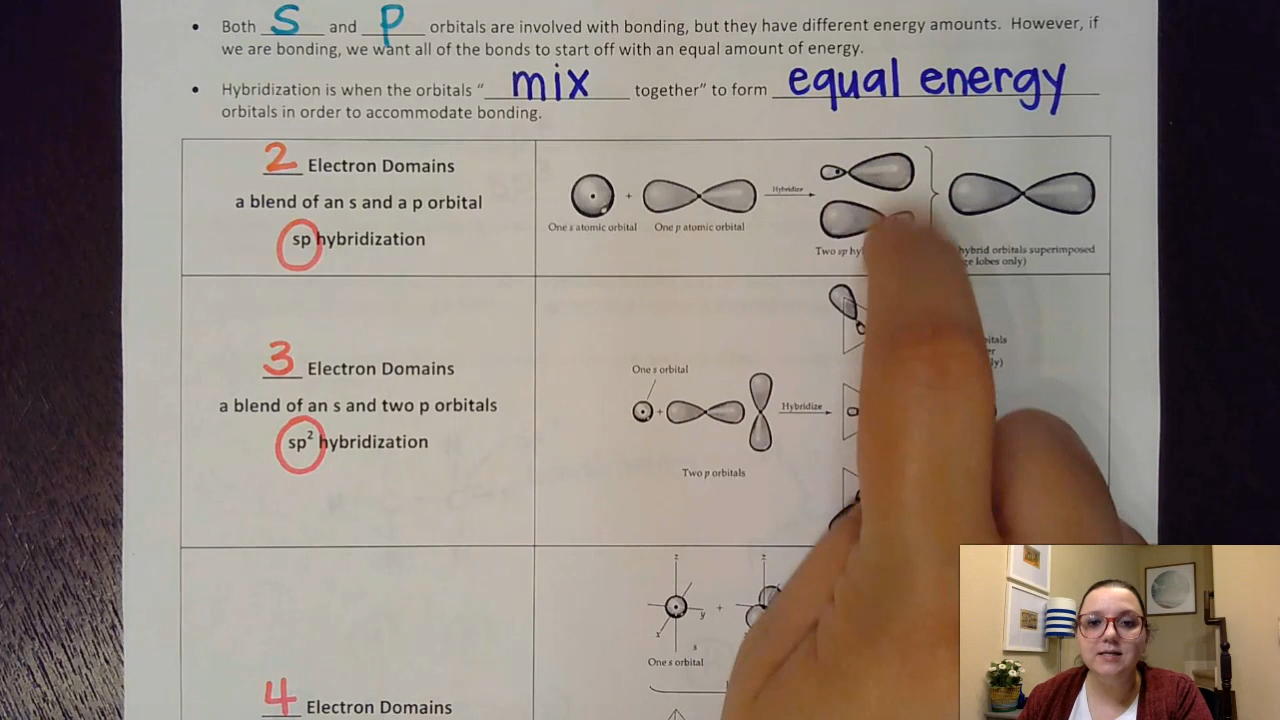 • Both s and p orbitals are involved with bonding, but they have different energy amounts. However, if
we are bonding, we want all of the bonds to start off with an equal amount of energy.
• Hybridization is when the orbitals "mix together" to form equal energy
orbitals in order to accommodate bonding.
2 Electron Domains
a blend of an s and a p orbital
sp hybridization
One s atomic orbital
+
One p atomic orbital
Hybridize
Two sp
hybrid orbitals superimposed
lobes only)
3 Electron Domains
a blend of an s and two p orbitals
sp² hybridization
One s orbital
+
Hybridize
Two p orbitals
4 Electron Domains
z
z
+
y
x
s
One s orbital